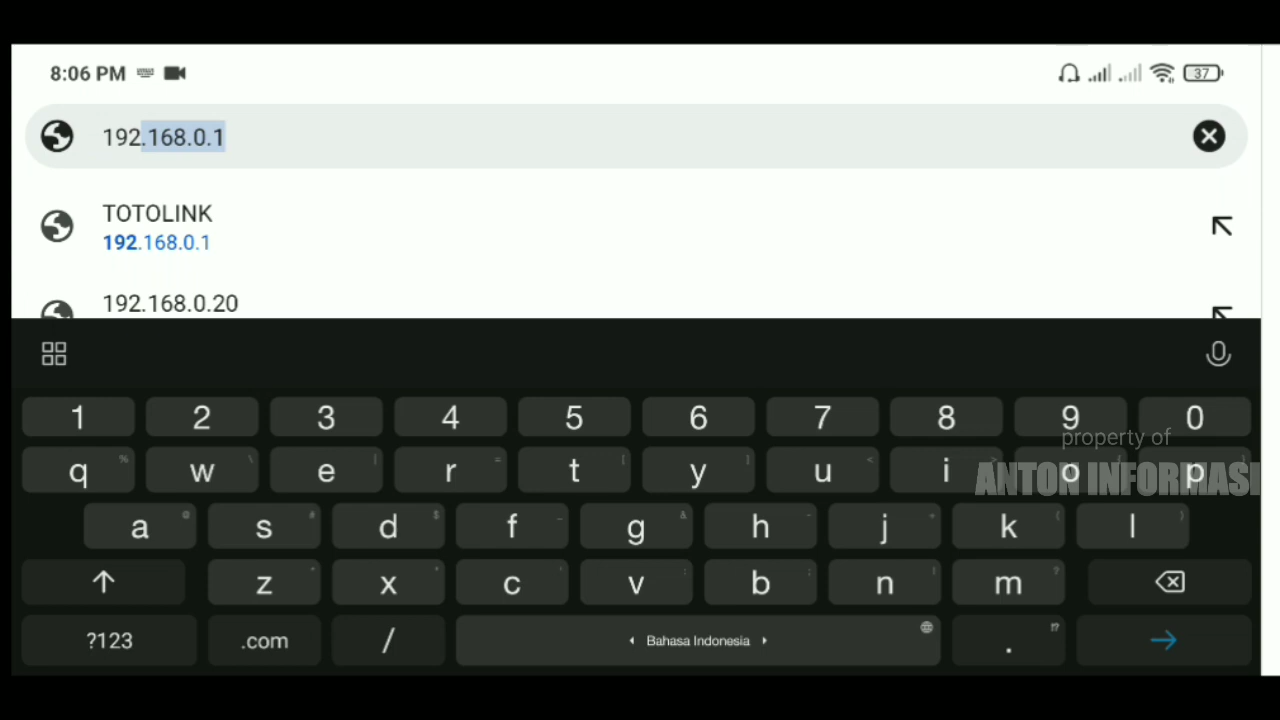 8:06 PM
37
192.168.0.1
TOTOLINK
192.168.0.1
192.168.0.20
1 2 3 4 5 6 7 8 9 0
property of
q w e r t y u i o p
ANTON INFORMASI
a s d f g h j k l
z x c v b n m
?123 .com / Bahasa Indonesia .